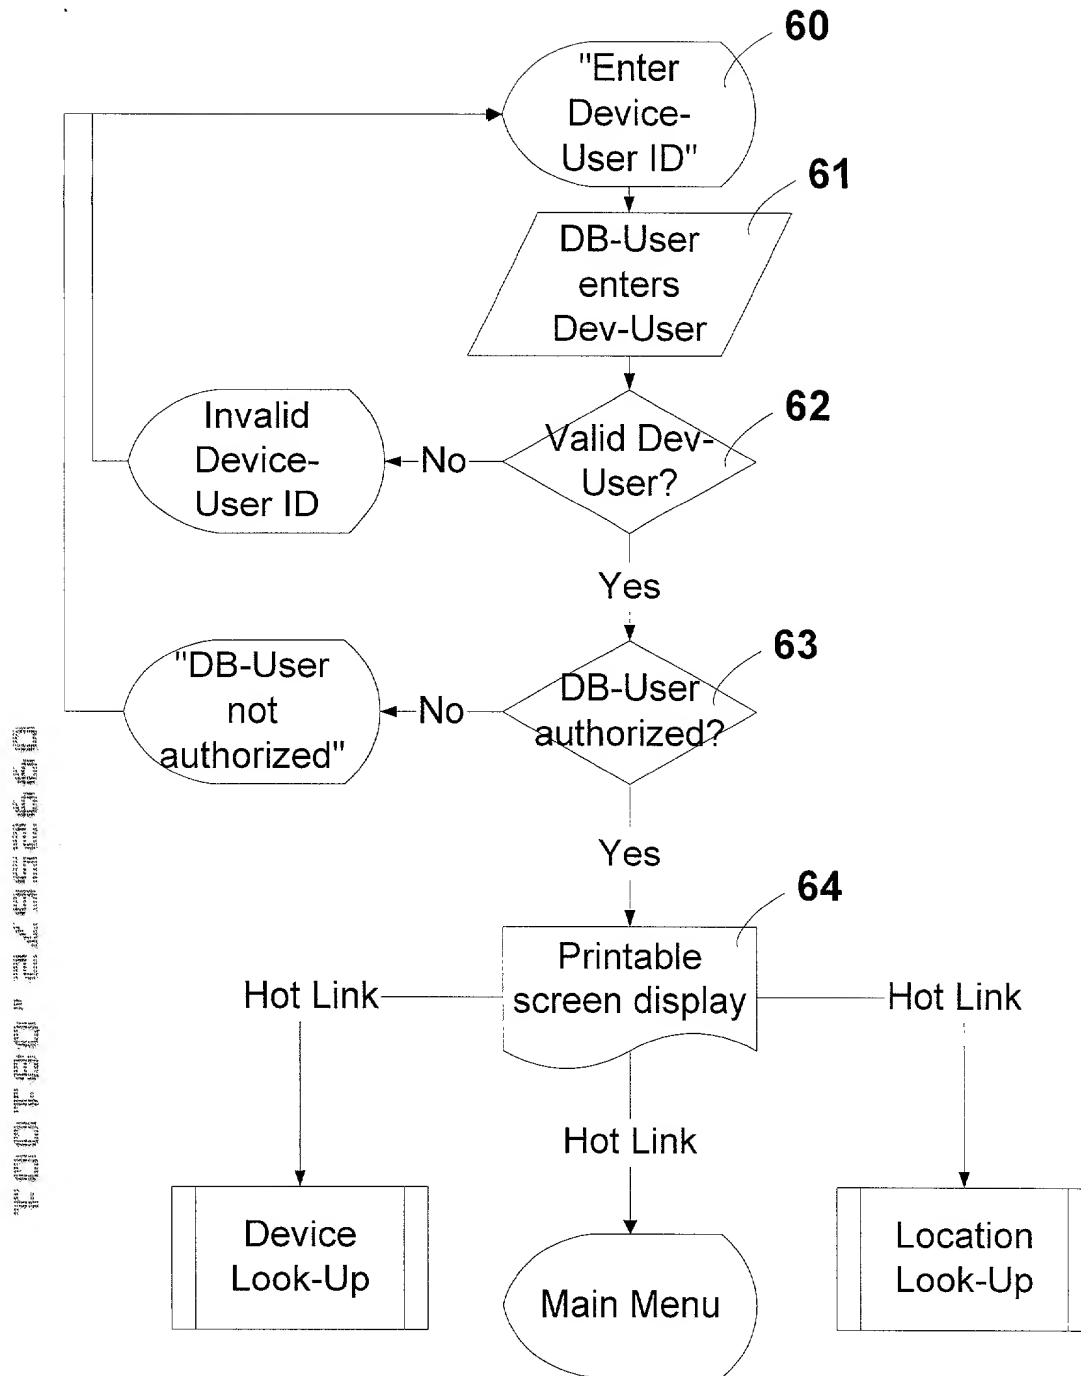 60
"Enter
Device-
User ID"
61
DB-User
enters
Dev-User
62
Valid Dev-
User?
No
Invalid
Device-
User ID
Yes
63
DB-User
authorized?
No
"DB-User
not
authorized"
Yes
64
Printable
screen display
Hot Link
Hot Link
Hot Link
Device
Look-Up
Main Menu
Location
Look-Up